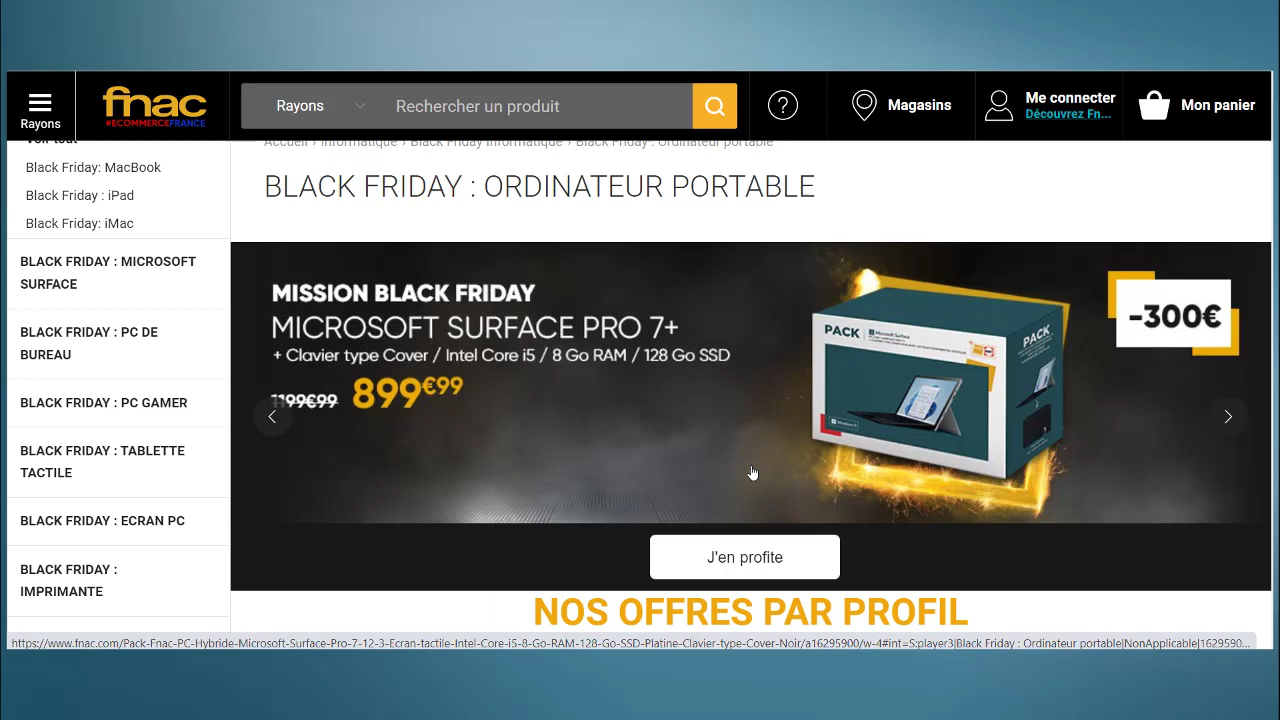 Rayons
fnac
#ECOMMERCEFRANCE
Rayons
Rechercher un produit
?
Magasins
Me connecter
Découvrez Fn...
Mon panier
Voir tout
Black Friday: MacBook
Black Friday : iPad
Black Friday: iMac
BLACK FRIDAY : MICROSOFT
SURFACE
BLACK FRIDAY : PC DE
BUREAU
BLACK FRIDAY : PC GAMER
BLACK FRIDAY : TABLETTE
TACTILE
BLACK FRIDAY : ECRAN PC
BLACK FRIDAY :
IMPRIMANTE
Accueil › Informatique › Black Friday Informatique › Black Friday : Ordinateur portable
BLACK FRIDAY : ORDINATEUR PORTABLE
MISSION BLACK FRIDAY
MICROSOFT SURFACE PRO 7+
+ Clavier type Cover / Intel Core i5 / 8 Go RAM / 128 Go SSD
1199€99 899€99
PACK Microsoft Surface
PACK
-300€
J'en profite
NOS OFFRES PAR PROFIL
https://www.fnac.com/Pack-Fnac-PC-Hybride-Microsoft-Surface-Pro-7-12-3-Ecran-tactile-Intel-Core-i5-8-Go-RAM-128-Go-SSD-Platine-Clavier-type-Cover-Noir/a16295900/w-4#int=S:player3|Black Friday : Ordinateur portable|NonApplicable|1629590...